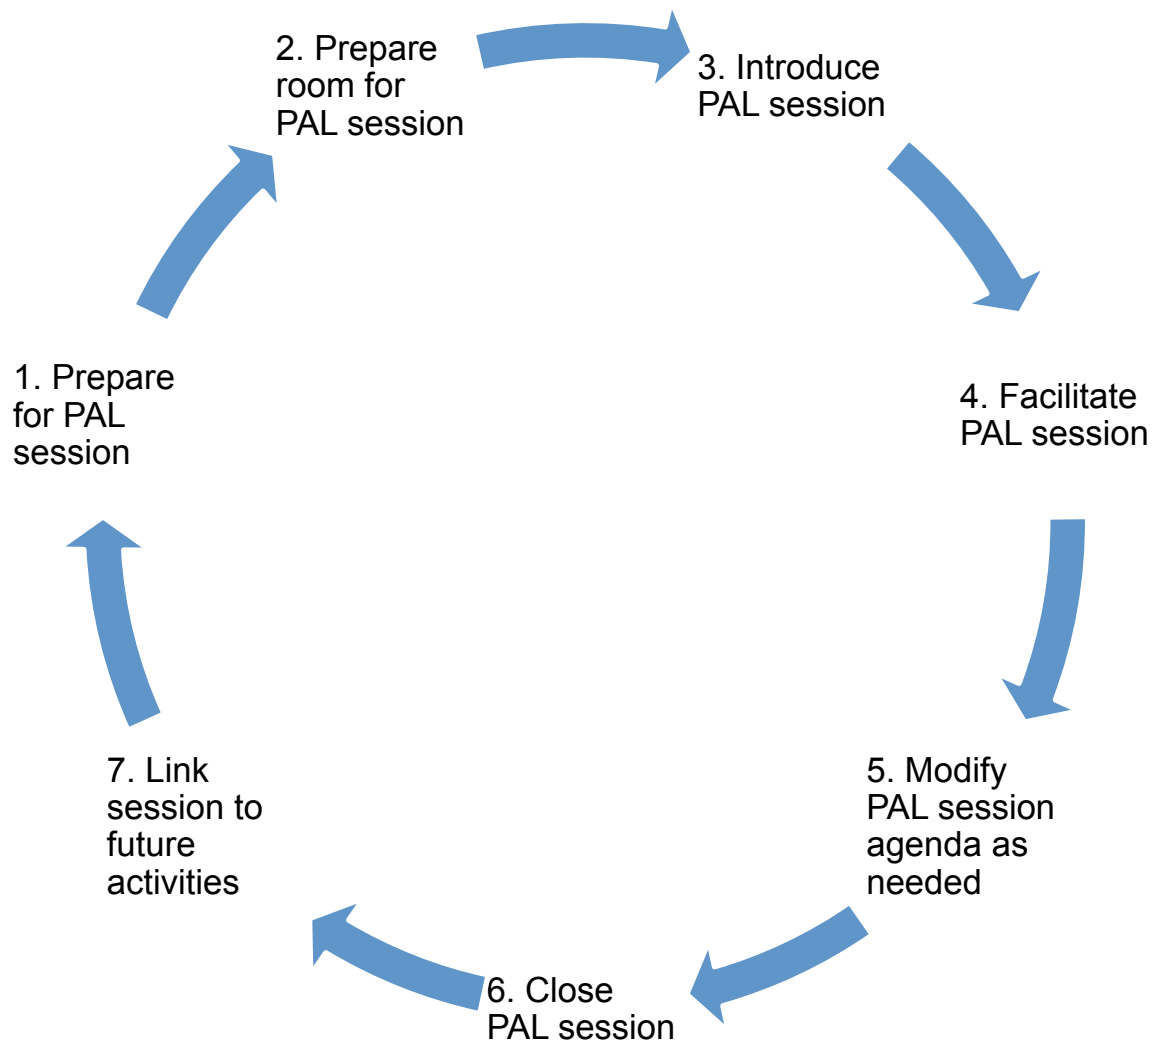 1. Prepare
for PAL
session
2. Prepare
room for
PAL session
3. Introduce
PAL session
4. Facilitate
PAL session
5. Modify
PAL session
agenda as
needed
6. Close
PAL session
7. Link
session to
future
activities